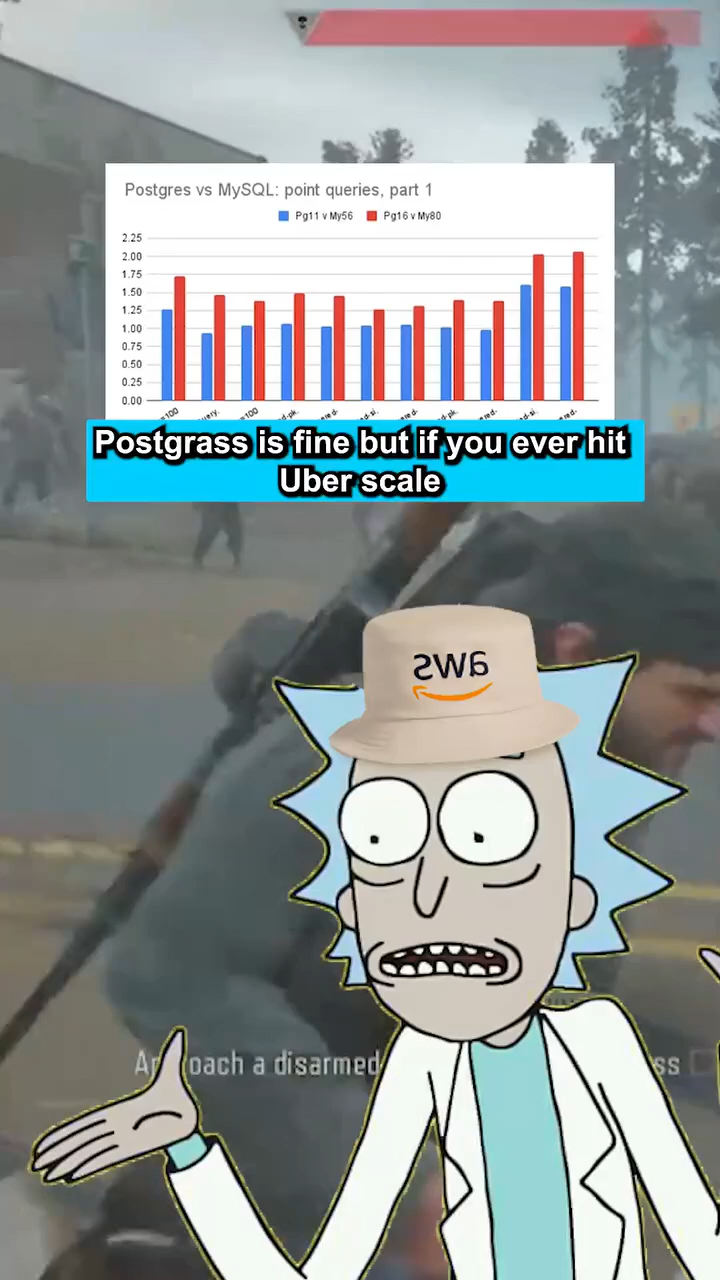 Postgres vs MySQL: point queries, part 1
Pg11 v My56 Pg16 v My80
2.25
2.00
1.75
1.50
1.25
1.00
0.75
0.50
0.25
0.00
Postgrass is fine but if you ever hit
Uber scale
aws
Approach a disarmed